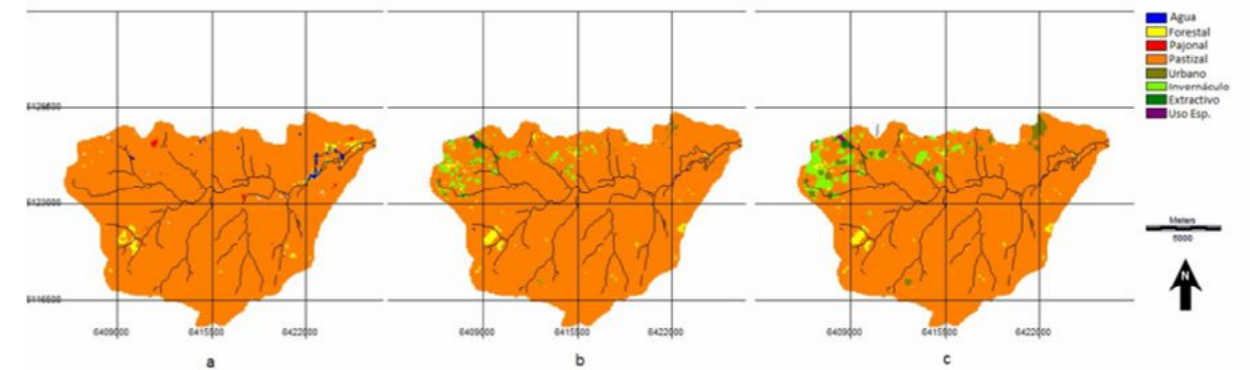 Agua
Forestal
Pajonal
Pastizal
Urbano
Invernáculo
Extractivo
Uso Esp.
6123000
6116500
Meters
6000
N
6409000 6415500 6422000
6409000 6415500 6422000
6409000 6415500 6422000
a b c